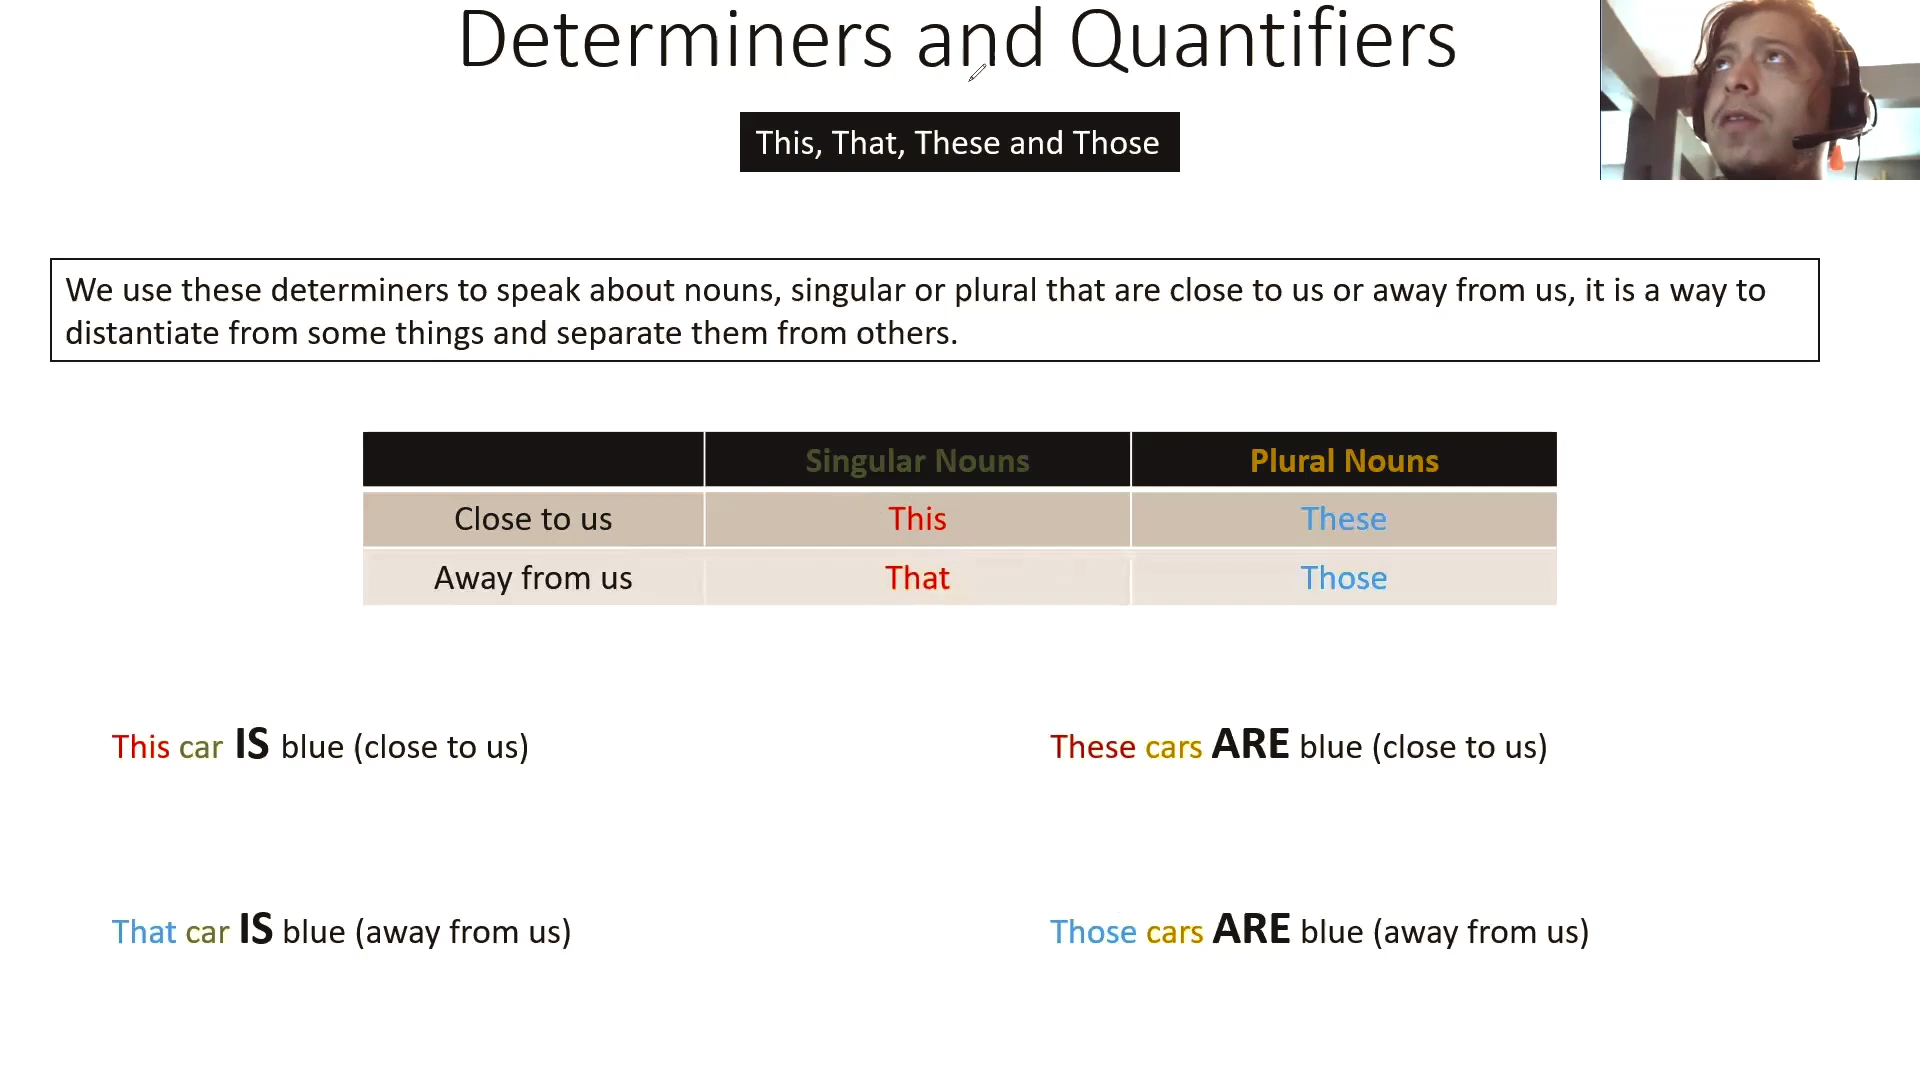 Determiners and Quantifiers
This, That, These and Those
We use these determiners to speak about nouns, singular or plural that are close to us or away from us, it is a way to
distantiate from some things and separate them from others.
Singular Nouns Plural Nouns
Close to us This These
Away from us That Those
This car IS blue (close to us)
These cars ARE blue (close to us)
That car IS blue (away from us)
Those cars ARE blue (away from us)